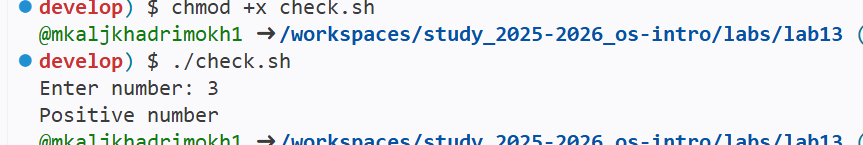 develop) $ chmod +x check.sh
@mkaljkhadrimokh1 ➜/workspaces/study_2025-2026_os-intro/labs/lab13 (
develop) $ ./check.sh
Enter number: 3
Positive number
@mkaljkhadrimokh1 ➜/workspaces/study_2025-2026_os-intro/labs/lab13 (